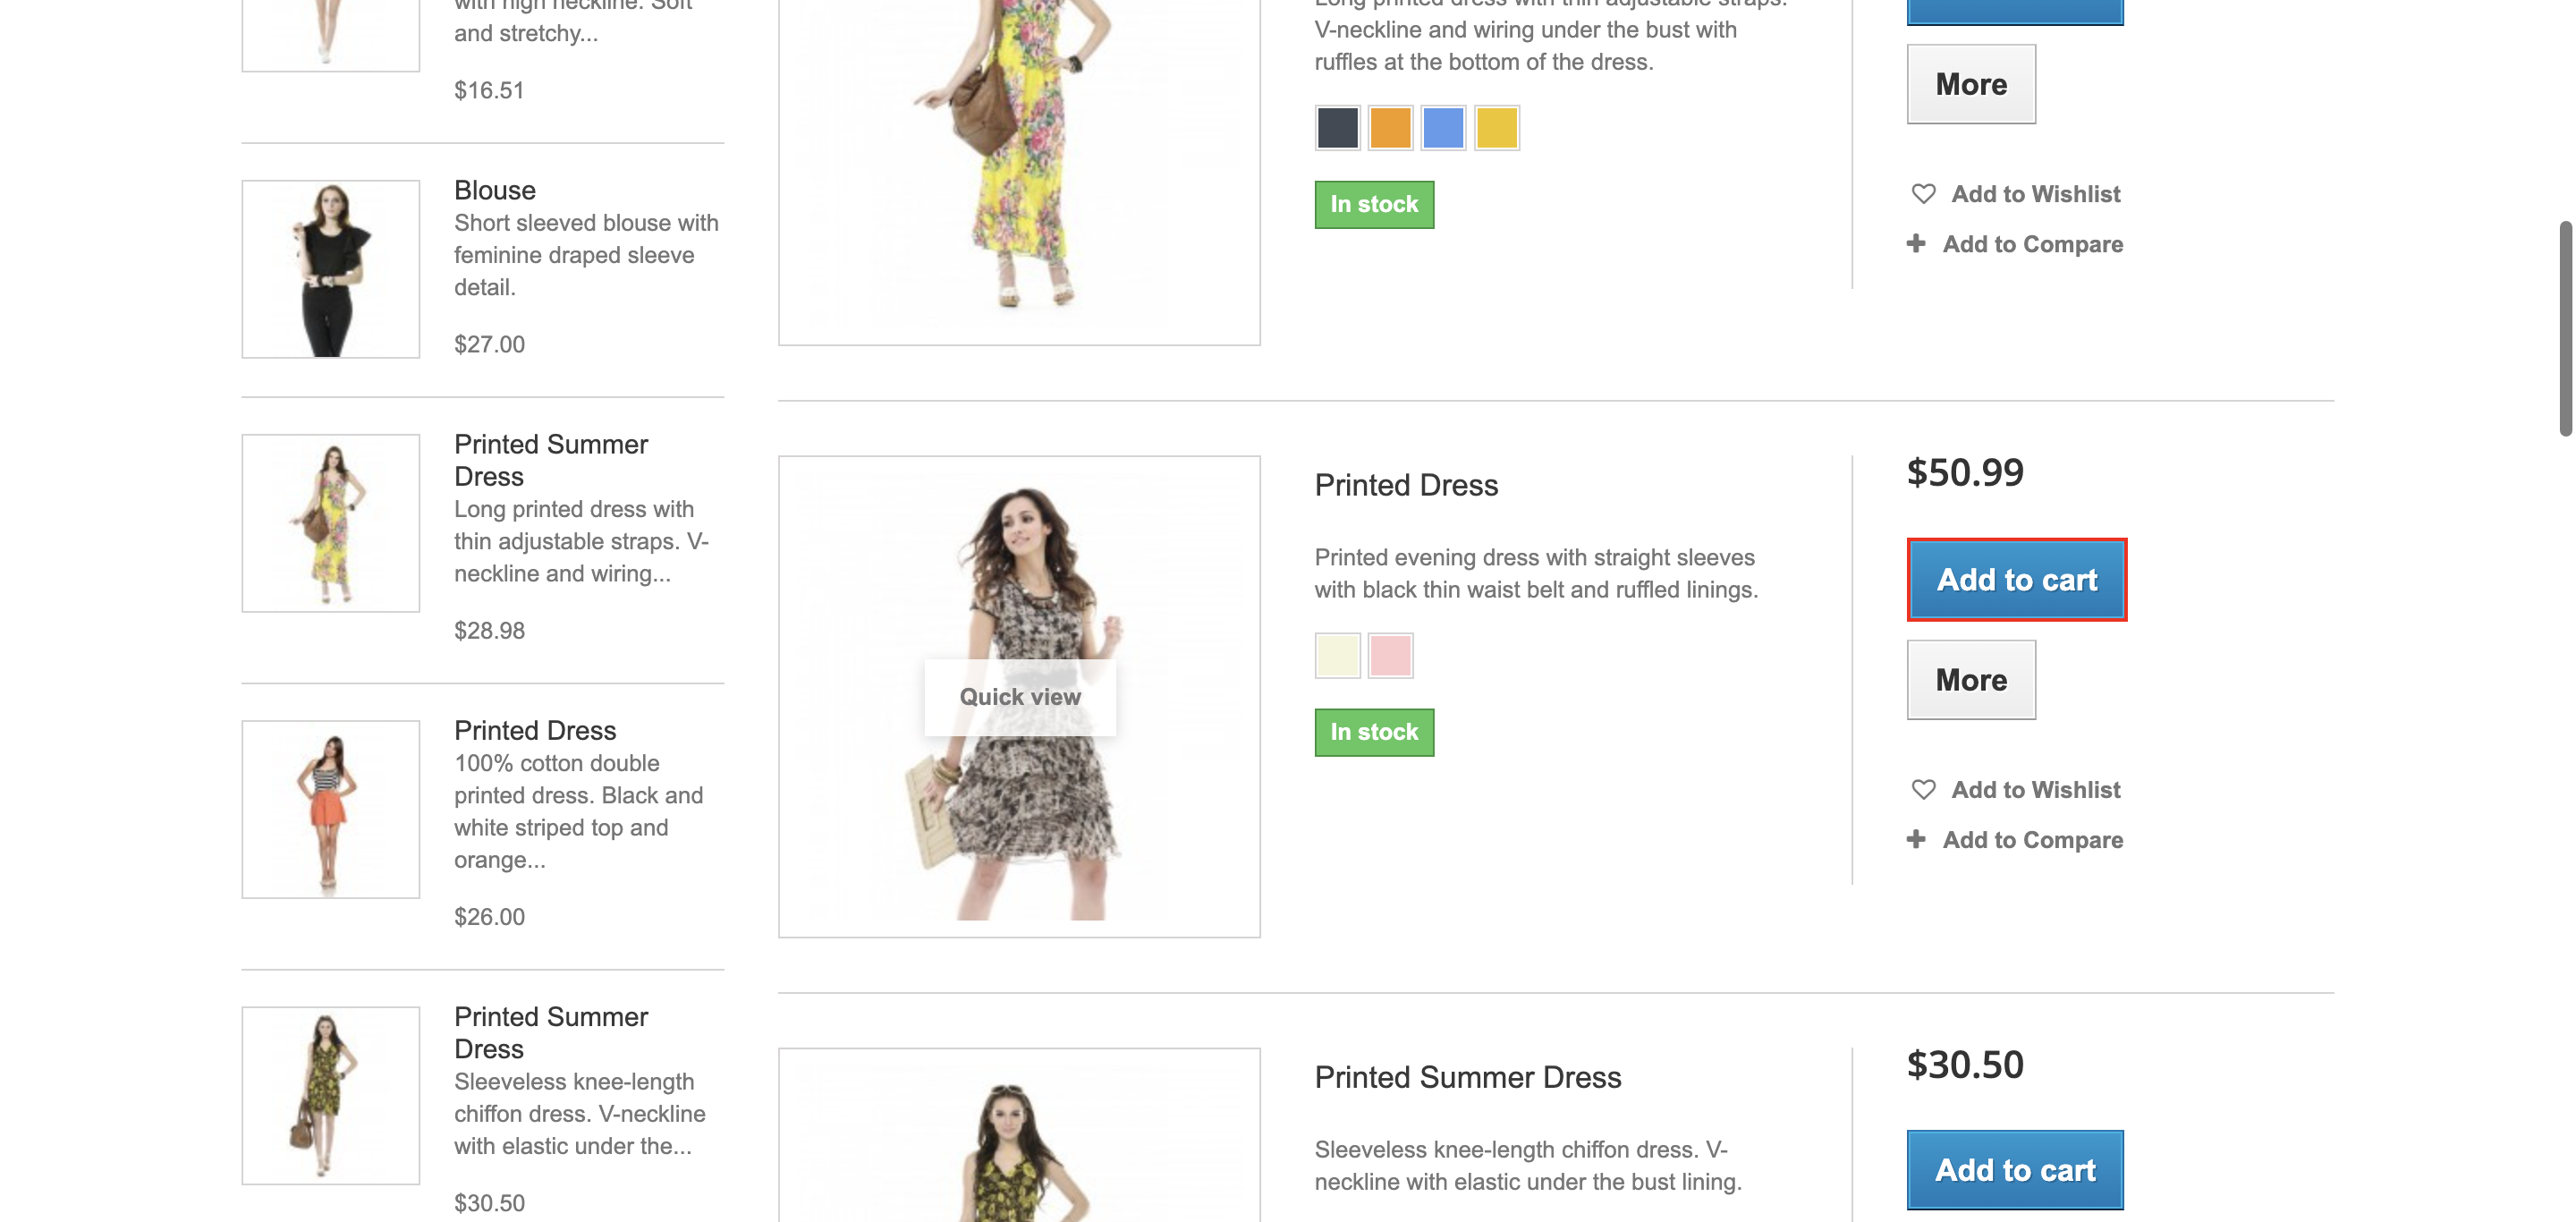 with high neckline. Soft
and stretchy...
$16.51
Blouse
Short sleeved blouse with
feminine draped sleeve
detail.
$27.00
Printed Summer
Dress
Long printed dress with
thin adjustable straps. V-
neckline and wiring...
$28.98
Printed Dress
100% cotton double
printed dress. Black and
white striped top and
orange...
$26.00
Printed Summer
Dress
Sleeveless knee-length
chiffon dress. V-neckline
with elastic under the...
$30.50
Long printed dress with thin adjustable straps.
V-neckline and wiring under the bust with
ruffles at the bottom of the dress.
In stock
More
Add to Wishlist
Add to Compare
Quick view
Printed Dress
Printed evening dress with straight sleeves
with black thin waist belt and ruffled linings.
In stock
$50.99
Add to cart
More
Add to Wishlist
Add to Compare
Printed Summer Dress
Sleeveless knee-length chiffon dress. V-
neckline with elastic under the bust lining.
$30.50
Add to cart